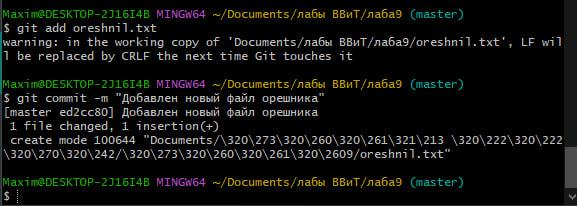 Maxim@DESKTOP-2J16I4B MINGW64 ~/Documents/лабы ВВиТ/лаба9 (master)
$ git add oreshnil.txt
warning: in the working copy of 'Documents/лабы ВВиТ/лаба9/oreshnil.txt', LF wil
l be replaced by CRLF the next time Git touches it
Maxim@DESKTOP-2J16I4B MINGW64 ~/Documents/лабы ВВиТ/лаба9 (master)
$ git commit -m "Добавлен новый файл орешника"
[master ed2cc80] Добавлен новый файл орешника
1 file changed, 1 insertion(+)
create mode 100644 "Documents/\320\273\320\260\320\261\321\213 \320\222\320\222
\320\270\320\242/\320\273\320\260\320\261\320\2609/oreshnil.txt"
Maxim@DESKTOP-2J16I4B MINGW64 ~/Documents/лабы ВВиТ/лаба9 (master)
$